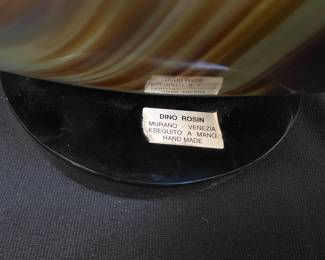 DINO ROSIN
MURANO - VENEZIA
ESEGUITO A MANO
HAND MADE